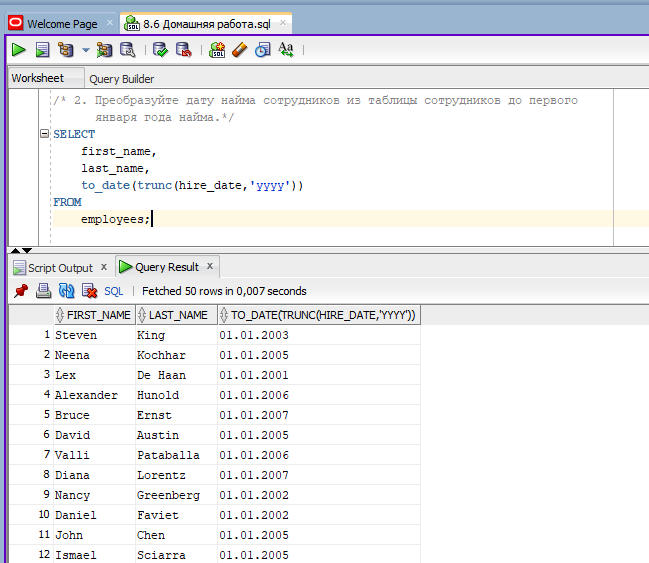 Welcome Page
8.6 Домашняя работа.sql
SQL
Aa
Worksheet
Query Builder
/* 2. Преобразуйте дату найма сотрудников из таблицы сотрудников до первого
января года найма.*/
SELECT
first_name,
last_name,
to_date(trunc(hire_date,'yyyy'))
FROM
employees;
Script Output x
Query Result x
SQL | Fetched 50 rows in 0,007 seconds
FIRST_NAME LAST_NAME TO_DATE(TRUNC(HIRE_DATE,'YYYY'))
1 Steven King 01.01.2003
2 Neena Kochhar 01.01.2005
3 Lex De Haan 01.01.2001
4 Alexander Hunold 01.01.2006
5 Bruce Ernst 01.01.2007
6 David Austin 01.01.2005
7 Valli Pataballa 01.01.2006
8 Diana Lorentz 01.01.2007
9 Nancy Greenberg 01.01.2002
10 Daniel Faviet 01.01.2002
11 John Chen 01.01.2005
12 Ismael Sciarra 01.01.2005